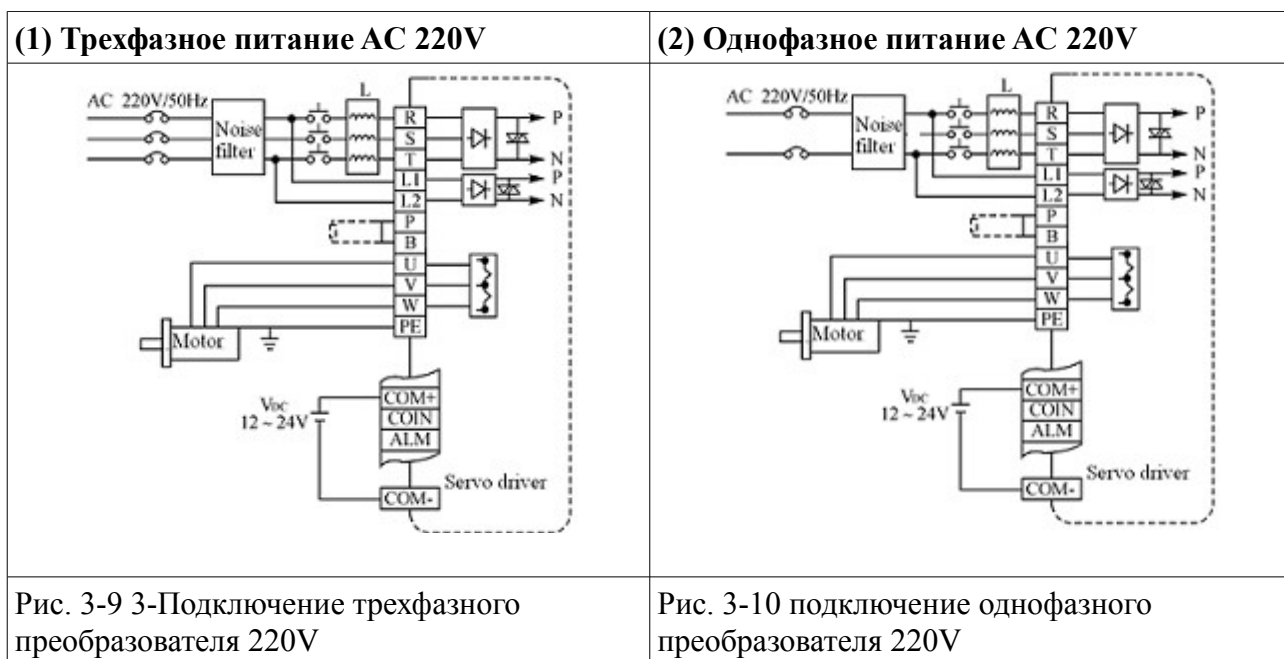 (1) Трехфазное питание AC 220V
(2) Однофазное питание AC 220V
AC 220V/50Hz
Noise
filter
L
R
S
T
L1
L2
P
B
U
V
W
PE
P
N
P
N
Motor
VDC
12 ~ 24V
COM+
COIN
ALM
COM-
Servo driver
AC 220V/50Hz
Noise
filter
L
R
S
T
L1
L2
P
B
U
V
W
PE
P
N
P
N
Motor
VDC
12 ~ 24V
COM+
COIN
ALM
COM-
Servo driver
Рис. 3-9 3-Подключение трехфазного
преобразователя 220V
Рис. 3-10 подключение однофазного
преобразователя 220V